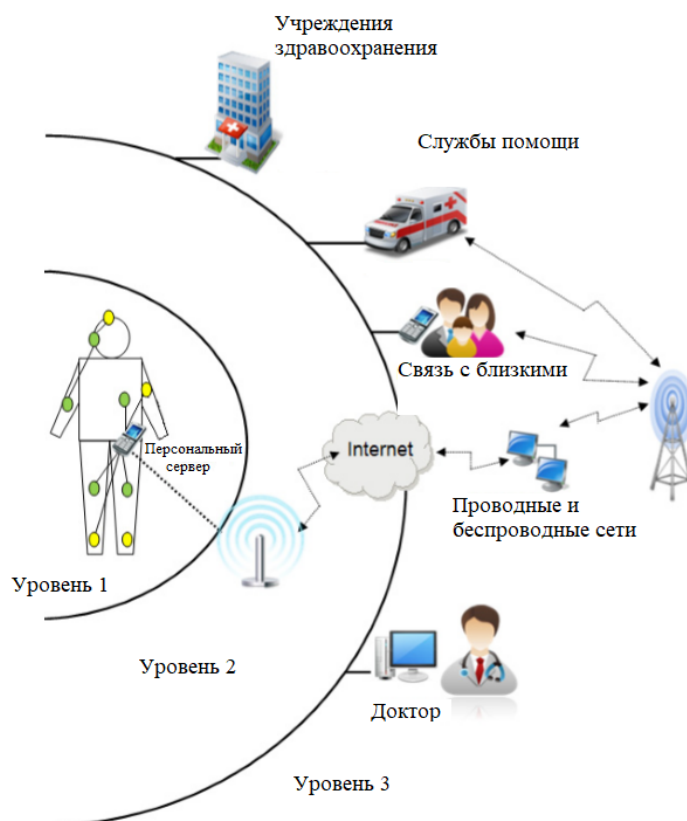 Учреждения
здравоохранения
Службы помощи
Связь с близкими
Персональный
сервер
Internet
Проводные и
беспроводные сети
Уровень 1
Уровень 2
Доктор
Уровень 3